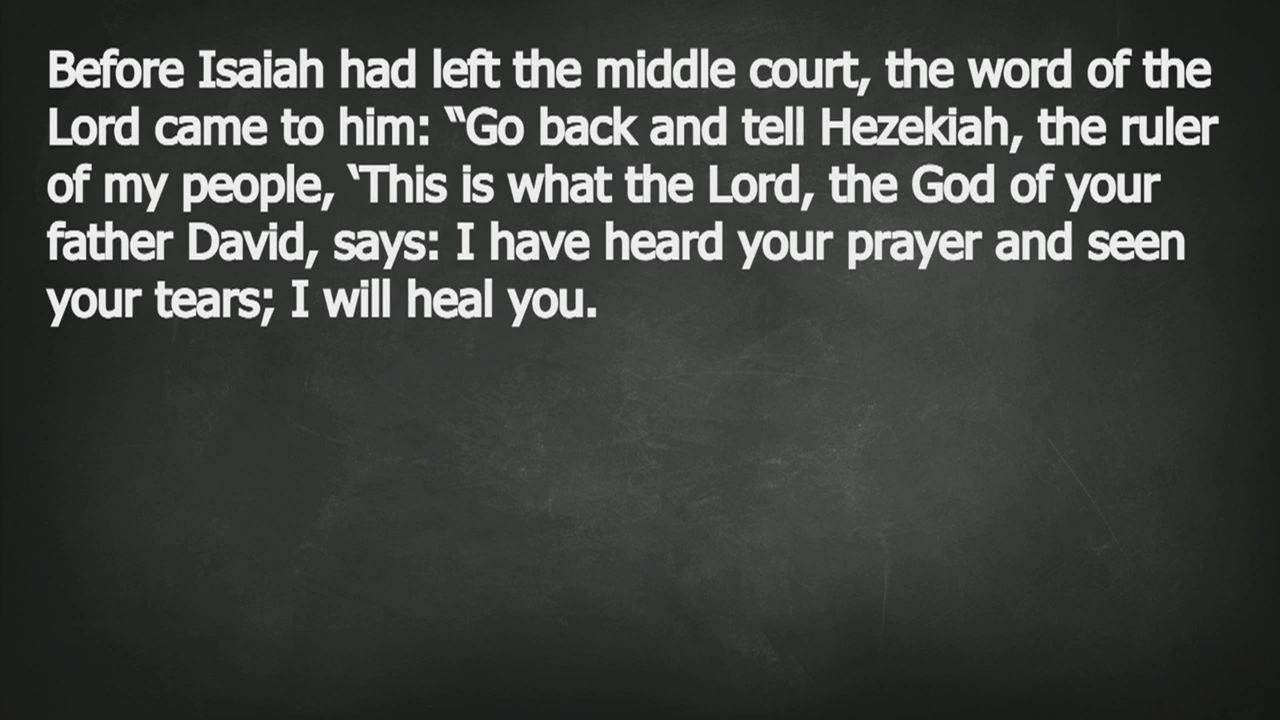 Before Isaiah had left the middle court, the word of the
Lord came to him: “Go back and tell Hezekiah, the ruler
of my people, ‘This is what the Lord, the God of your
father David, says: I have heard your prayer and seen
your tears; I will heal you.